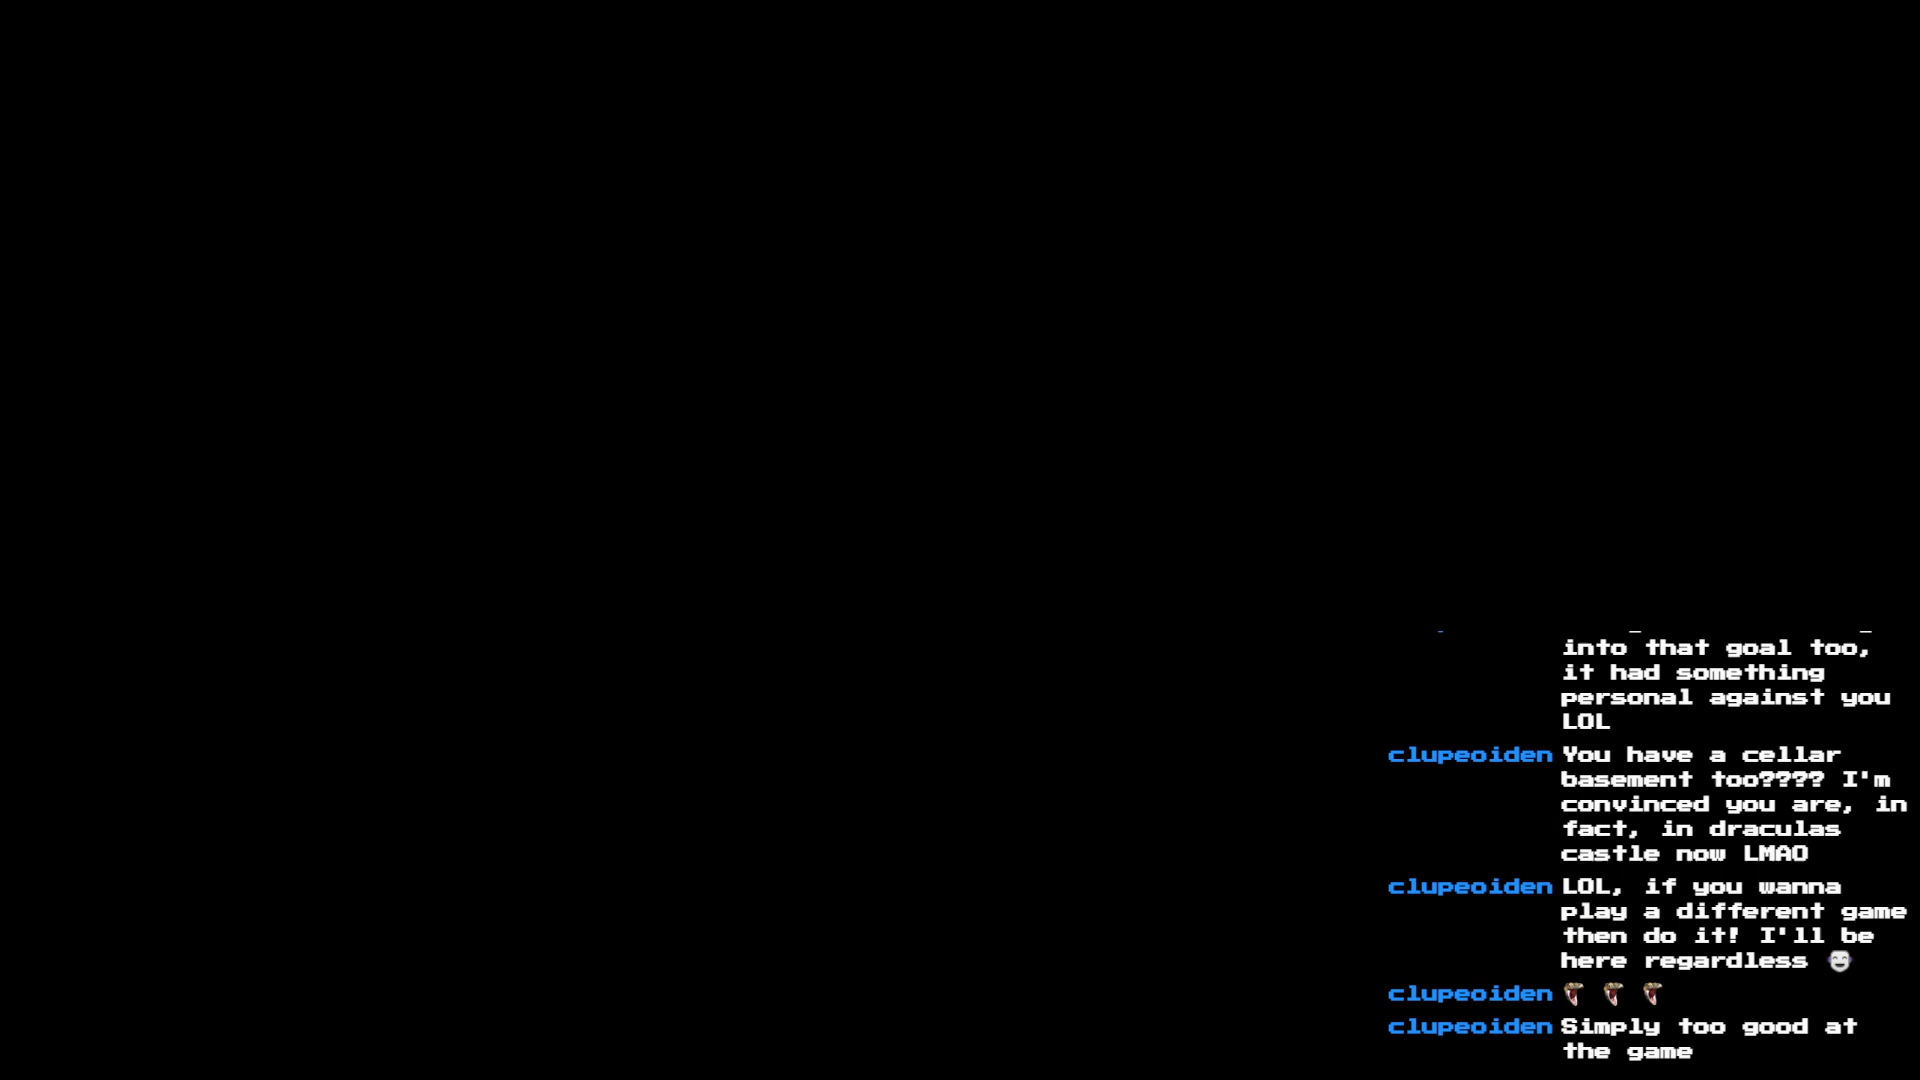 into that goal too,
it had something
personal against you
LOL
clupeoiden You have a cellar
basement too???? I'm
convinced you are, in
fact, in draculas
castle now LMAO
clupeoiden LOL, if you wanna
play a different game
then do it! I'll be
here regardless
clupeoiden
clupeoiden Simply too good at
the game